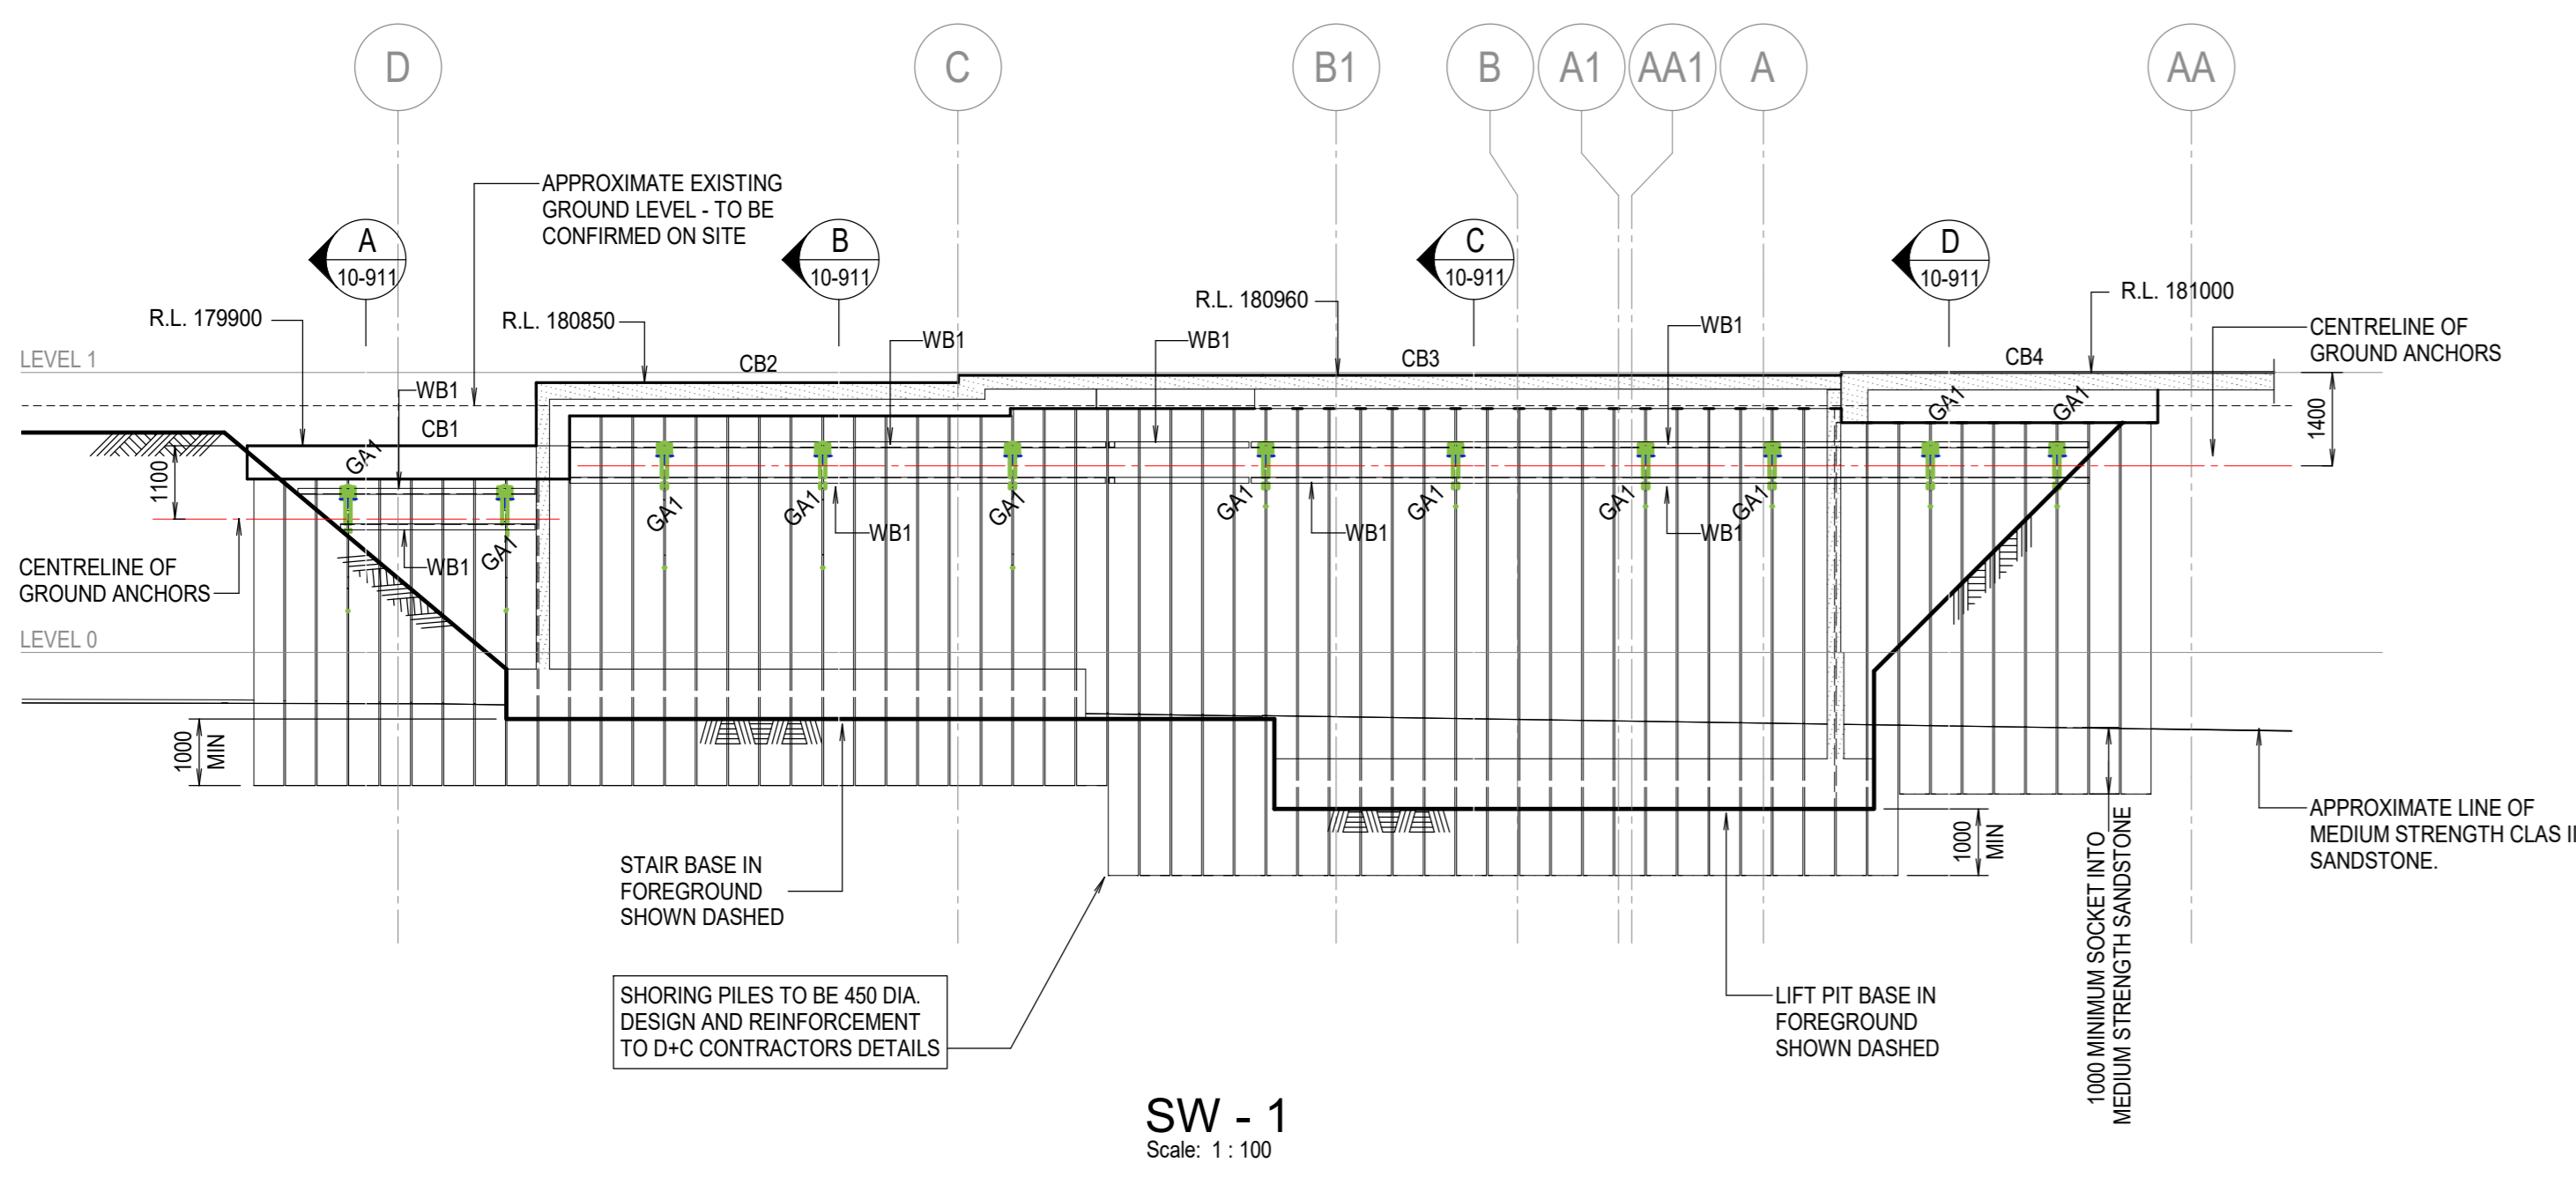 D
C
B1
B
A1
AA1
A
AA
APPROXIMATE EXISTING
GROUND LEVEL - TO BE
CONFIRMED ON SITE
A
10-911
B
10-911
C
10-911
D
10-911
R.L. 179900
R.L. 180850
R.L. 180960
R.L. 181000
CENTRELINE OF
GROUND ANCHORS
LEVEL 1
CB2
WB1
WB1
CB3
WB1
CB4
WB1
CB1
GA1
GA1
GA1
1400
1100
GA1
GA1
GA1
GA1
GA1
GA1
GA1
GA1
WB1
WB1
WB1
WB1
CENTRELINE OF
GROUND ANCHORS
LEVEL 0
1000
MIN
STAIR BASE IN
FOREGROUND
SHOWN DASHED
1000
MIN
1000 MINIMUM SOCKET INTO
MEDIUM STRENGTH SANDSTONE
APPROXIMATE LINE OF
MEDIUM STRENGTH CLAS
SANDSTONE.
SHORING PILES TO BE 450 DIA.
DESIGN AND REINFORCEMENT
TO D+C CONTRACTORS DETAILS
LIFT PIT BASE IN
FOREGROUND
SHOWN DASHED
SW - 1
Scale: 1 : 100